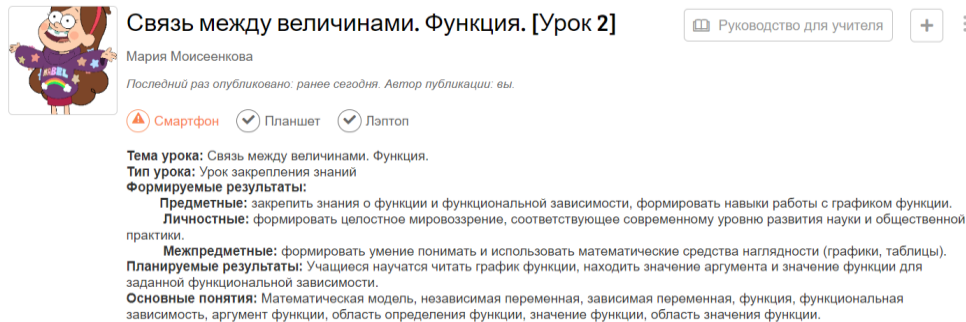 Связь между величинами. Функция. [Урок 2]
Руководство для учителя
Мария Моисеенкова
Последний раз опубликовано: ранее сегодня. Автор публикации: вы.
Смартфон Планшет Лэптоп
Тема урока: Связь между величинами. Функция.
Тип урока: Урок закрепления знаний
Формируемые результаты:
Предметные: закрепить знания о функции и функциональной зависимости, формировать навыки работы с графиком функции.
Личностные: формировать целостное мировоззрение, соответствующее современному уровню развития науки и общественной
практики.
Межпредметные: формировать умение понимать и использовать математические средства наглядности (графики, таблицы).
Планируемые результаты: Учащиеся научатся читать график функции, находить значение аргумента и значение функции для
заданной функциональной зависимости.
Основные понятия: Математическая модель, независимая переменная, зависимая переменная, функция, функциональная
зависимость, аргумент функции, область определения функции, значение функции, область значения функции.